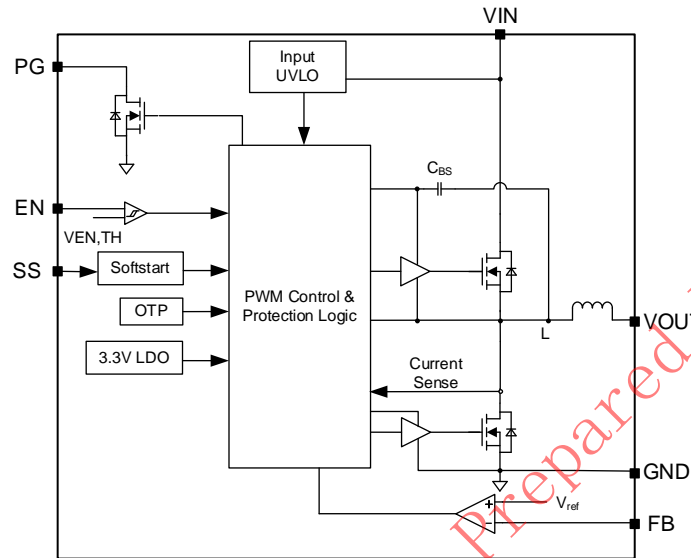 VIN
PG
Input
UVLO
CBS
EN
VEN,TH
SS
Softstart
PWM Control &
Protection Logic
OTP
3.3V LDO
L
VOUT
Current
Sense
GND
Vref
FB
+
-
Prepared